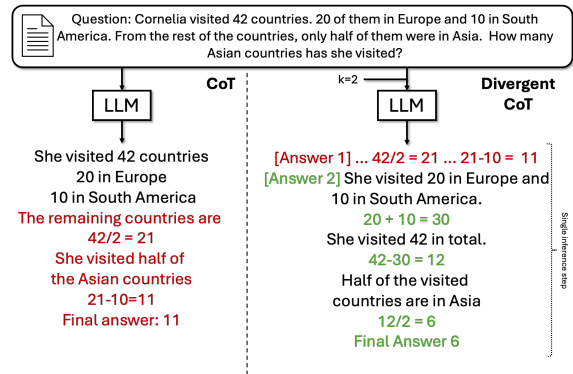 Question: Cornelia visited 42 countries. 20 of them in Europe and 10 in South
America. From the rest of the countries, only half of them were in Asia. How many
Asian countries has she visited?
CoT
LLM
She visited 42 countries
20 in Europe
10 in South America
The remaining countries are
42/2 = 21
She visited half of
the Asian countries
21-10=11
Final answer: 11
k=2
Divergent
CoT
LLM
[Answer 1] ... 42/2 = 21 ... 21-10 = 11
[Answer 2] She visited 20 in Europe and
10 in South America.
20 + 10 = 30
She visited 42 in total.
42-30 = 12
Half of the visited
countries are in Asia
12/2 = 6
Final Answer 6
Single inference step